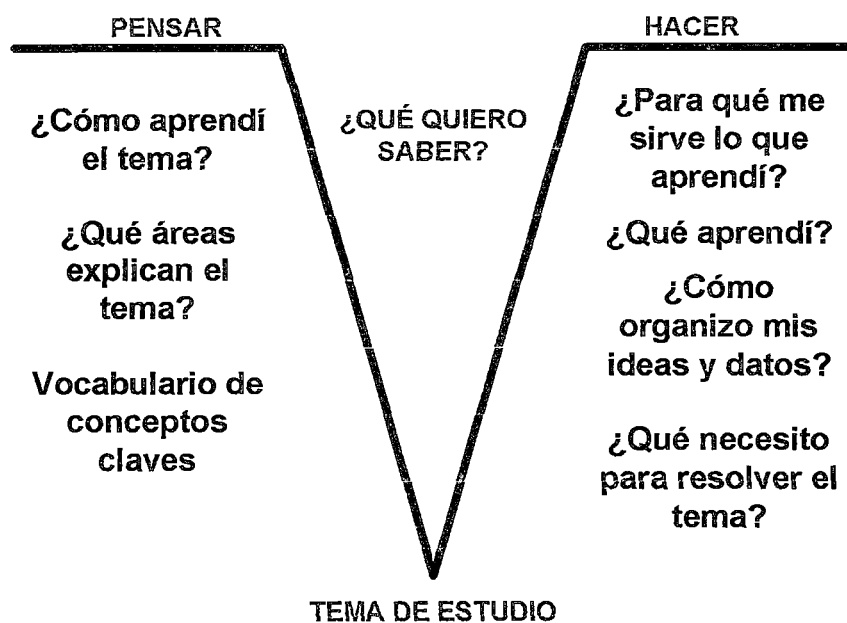 PENSAR
¿Cómo aprendí
el tema?
¿Qué áreas
explican el
tema?
Vocabulario de
conceptos
claves
¿QUÉ QUIERO
SABER?
HACER
¿Para qué me
sirve lo que
aprendí?
¿Qué aprendí?
¿Cómo
organizo mis
ideas y datos?
¿Qué necesito
para resolver el
tema?
TEMA DE ESTUDIO